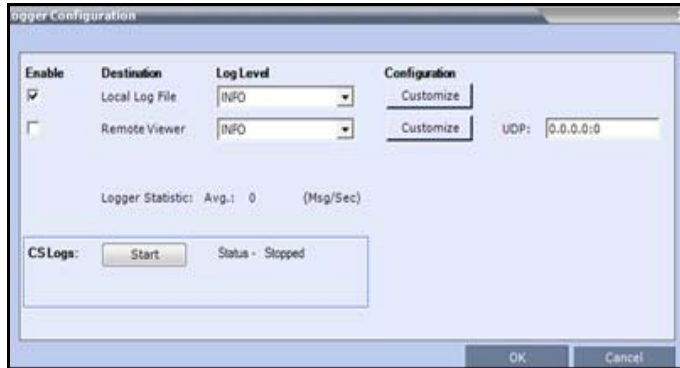 ogger Configuration
Enable Destination Log Level Configuration
Local Log File INFO Customize
Remote Viewer INFO Customize UDP: 0.0.0.0:0
Logger Statistic: Avg.: 0 (Msg/Sec)
CS Logs: Start Status - Stopped
OK Cancel